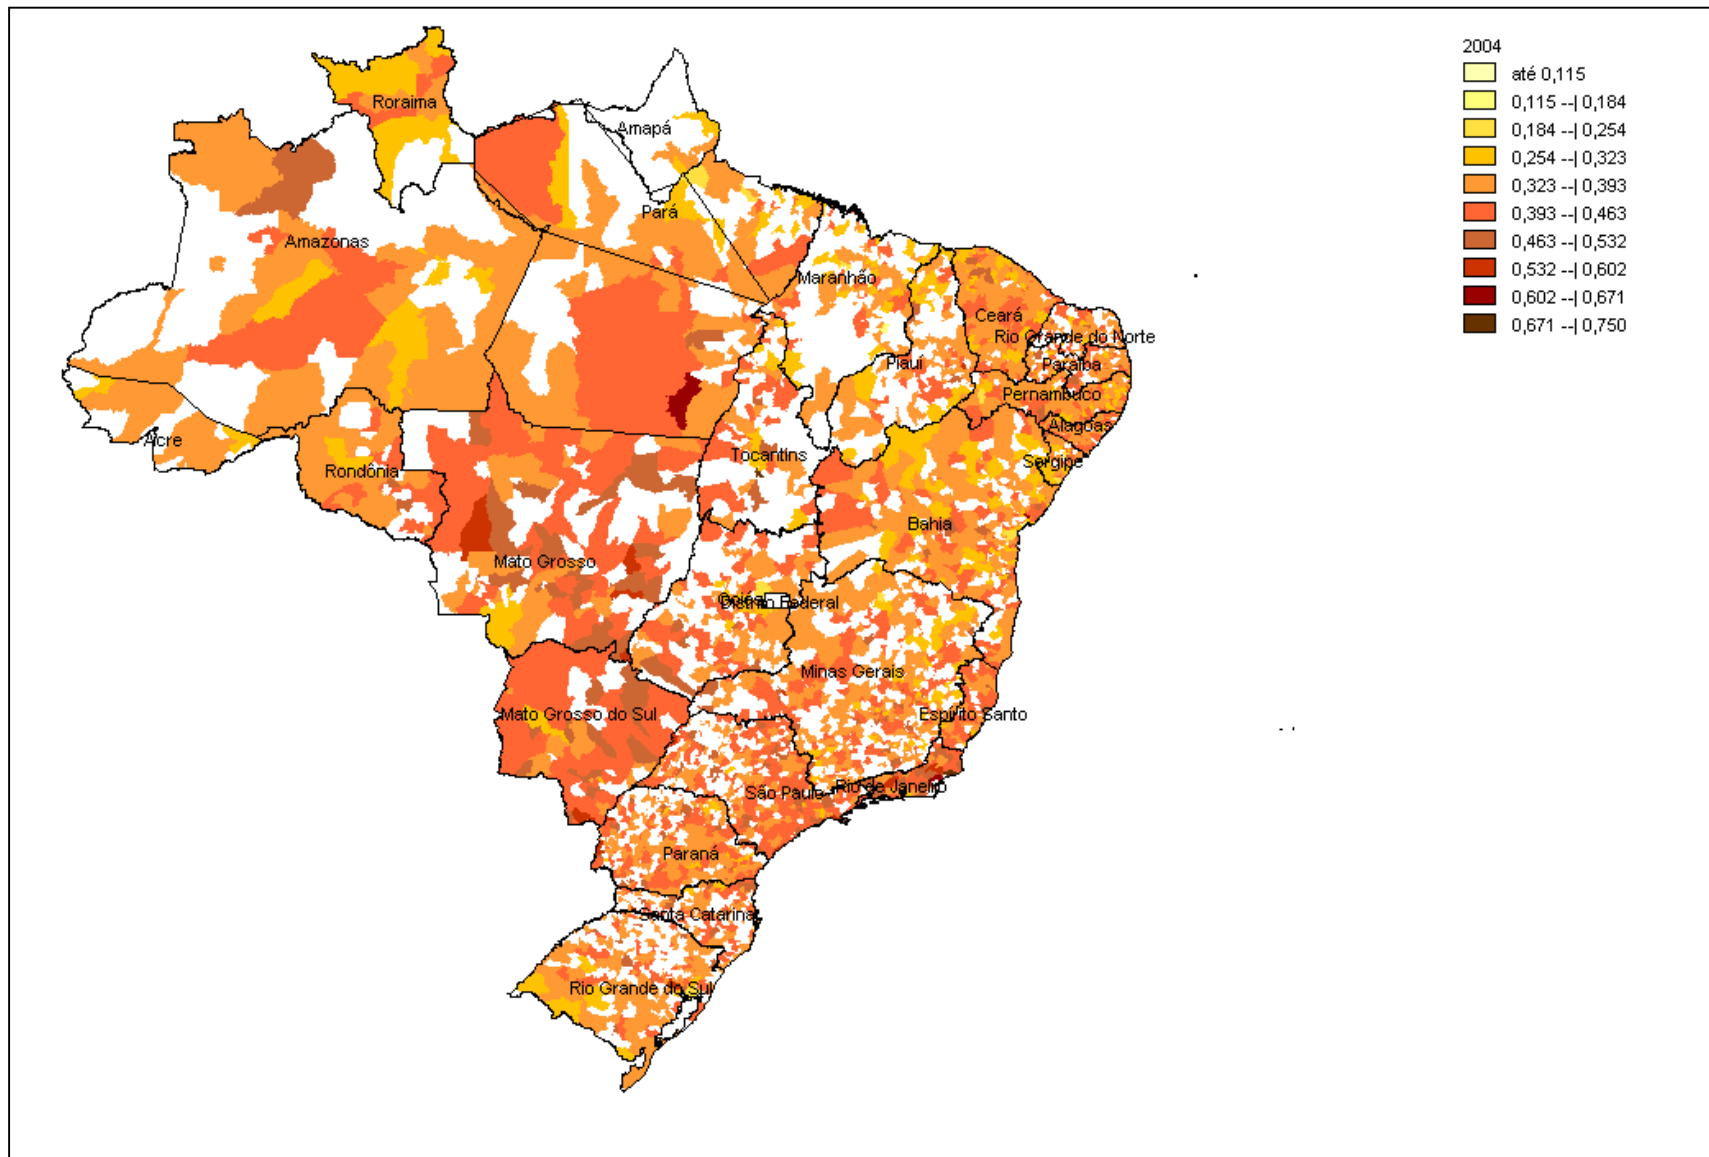 2004
até 0,115
0,115 --| 0,184
0,184 --| 0,254
0,254 --| 0,323
0,323 --| 0,393
0,393 --| 0,463
0,463 --| 0,532
0,532 --| 0,602
0,602 --| 0,671
0,671 --| 0,750
Roraima
Amapá
Pará
Amazonas
Maranhão
Ceará
Rio Grande do Norte
Piauí
Paraíba
Pernambuco
Alagoas
Acre
Tocantins
Sergipe
Rondônia
Bahia
Mato Grosso
Goiás
Distrito Federal
Minas Gerais
Mato Grosso do Sul
Espírito Santo
São Paulo
Rio de Janeiro
Paraná
Santa Catarina
Rio Grande do Sul